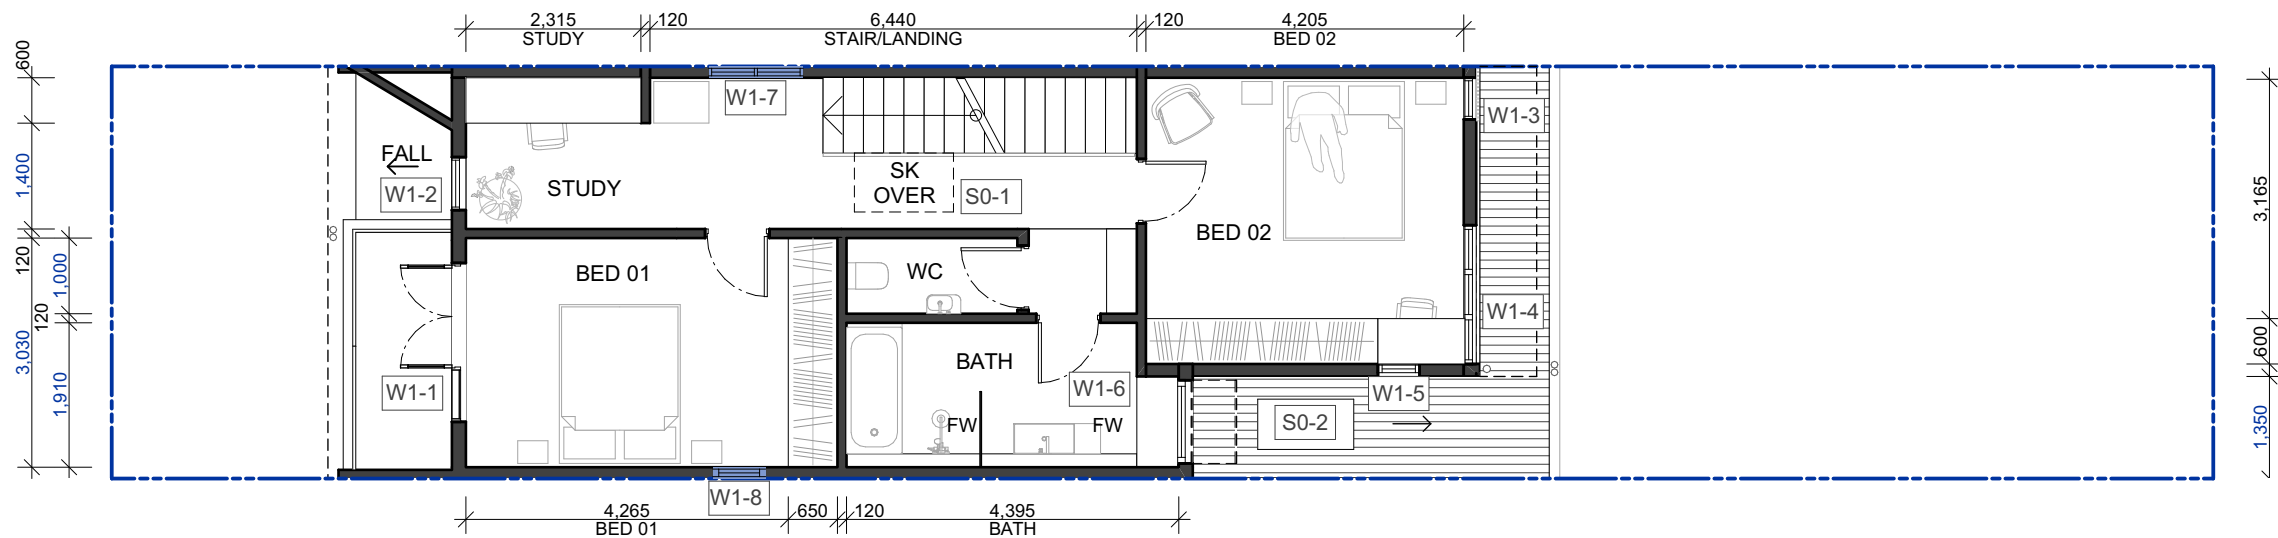 2,315
120
6,440
120
4,205
STUDY
STAIR/LANDING
BED 02
600
1,400
120
3,030
1,000
120
1,910
W1-7
W1-3
FALL
W1-2
STUDY
SK
OVER
S0-1
BED 02
3,165
BED 01
WC
W1-4
600
1,350
BATH
W1-1
W1-6
W1-5
FW
FW
S0-2
W1-8
4,265
650
120
4,395
BED 01
BATH